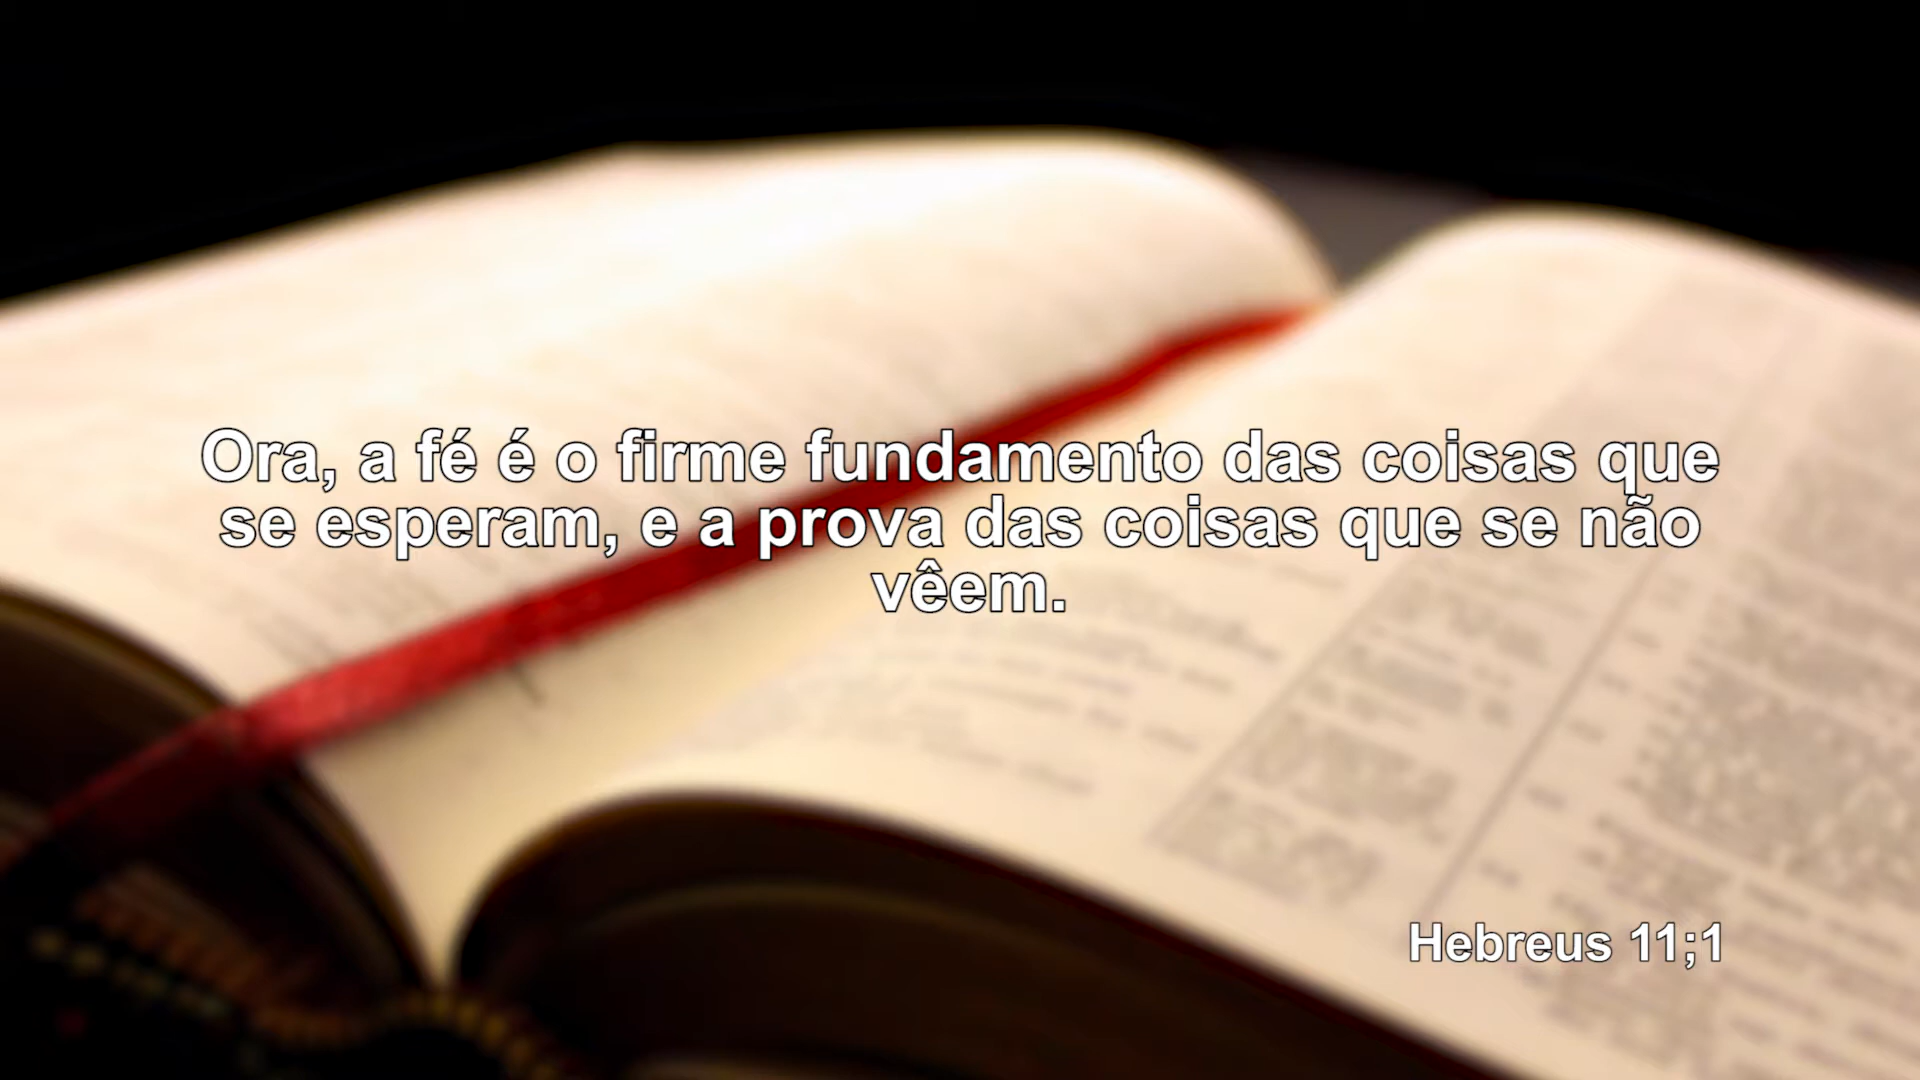 Ora, a fé é o firme fundamento das coisas que
se esperam, e a prova das coisas que se não
vêem.
Hebreus 11;1